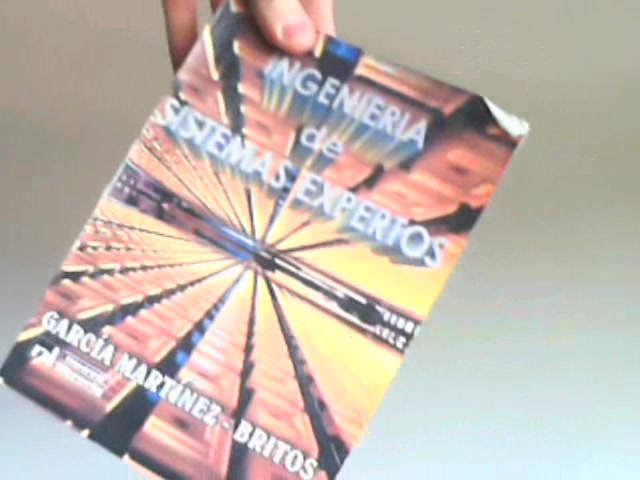 INGENIERIA
de
SISTEMAS EXPERTOS
GARCÍA MARTÍNEZ - BRITOS